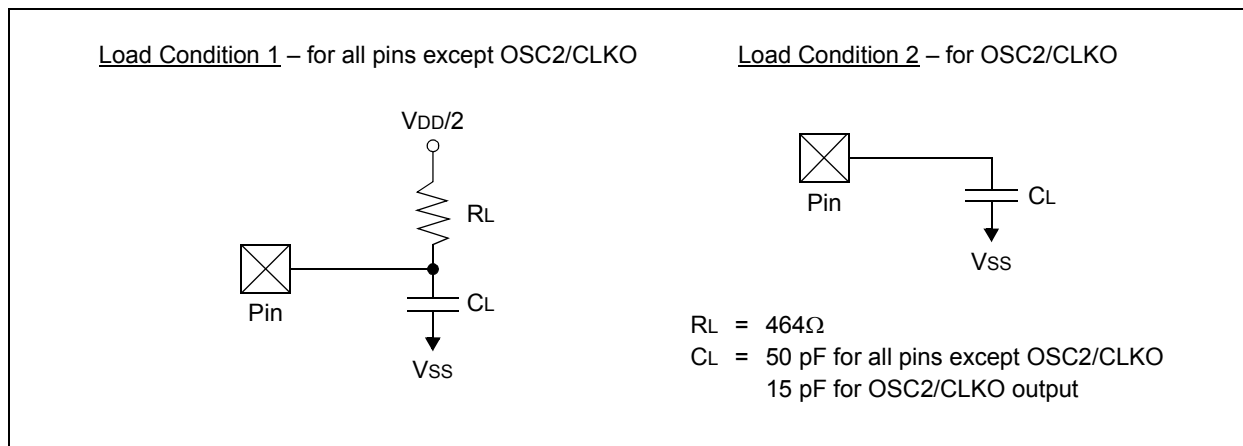 Load Condition 1 – for all pins except OSC2/CLKO
VDD/2
RL
Pin
CL
VSS
Load Condition 2 – for OSC2/CLKO
Pin
CL
VSS
RL = 464Ω
CL = 50 pF for all pins except OSC2/CLKO
15 pF for OSC2/CLKO output